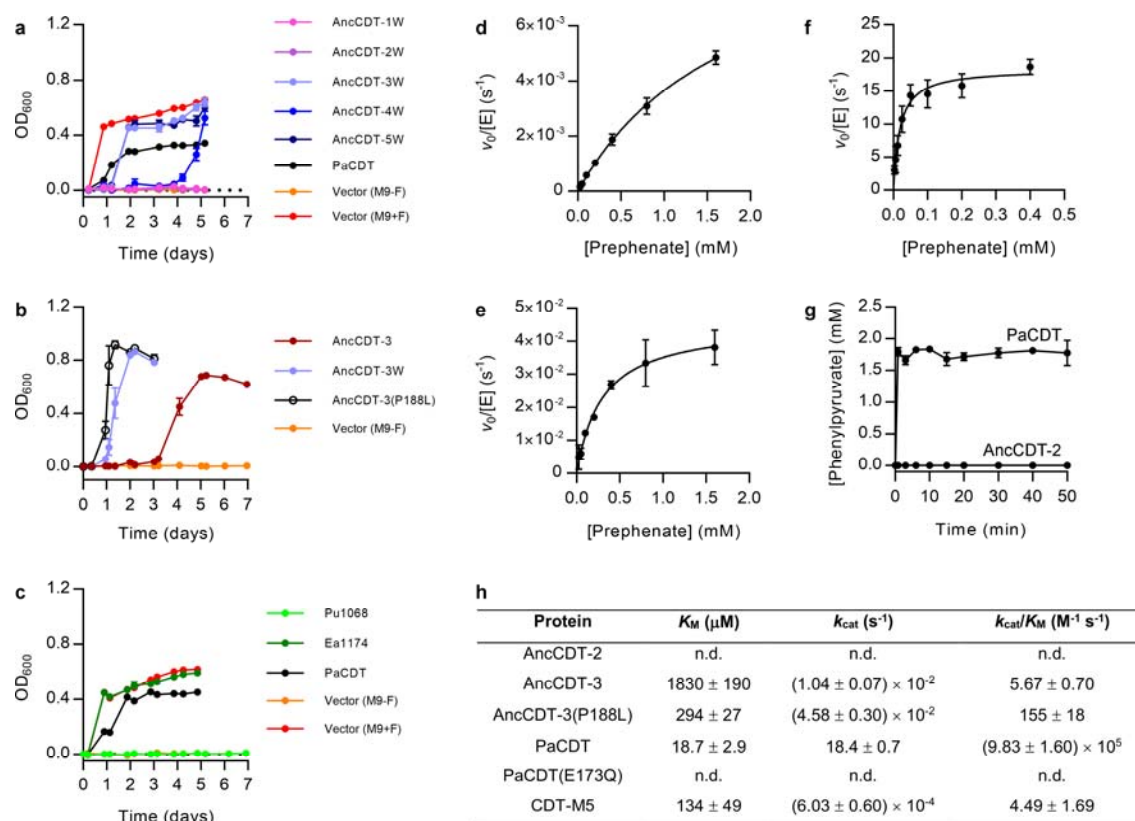 a
OD600
1.2
0.8
0.4
0.0
0 1 2 3 4 5 6 7
Time (days)
AncCDT-1W
AncCDT-2W
AncCDT-3W
AncCDT-4W
AncCDT-5W
PaCDT
Vector (M9-F)
Vector (M9+F)
b
OD600
1.2
0.8
0.4
0.0
0 1 2 3 4 5 6 7
Time (days)
AncCDT-3
AncCDT-3W
AncCDT-3(P188L)
Vector (M9-F)
c
OD600
1.2
0.8
0.4
0.0
0 1 2 3 4 5 6 7
Time (days)
Pu1068
Ea1174
PaCDT
Vector (M9-F)
Vector (M9+F)
d
v0/[E] (s-1)
6×10-3
4×10-3
2×10-3
0
0.0 0.4 0.8 1.2 1.6 2.0
[Prephenate] (mM)
e
v0/[E] (s-1)
5×10-2
4×10-2
3×10-2
2×10-2
1×10-2
0
0.0 0.4 0.8 1.2 1.6 2.0
[Prephenate] (mM)
f
v0/[E] (s-1)
25
20
15
10
5
0
0.0 0.1 0.2 0.3 0.4 0.5
[Prephenate] (mM)
g
[Phenylpyruvate] (mM)
2.5
2.0
1.5
1.0
0.5
0.0
PaCDT
AncCDT-2
0 10 20 30 40 50
Time (min)
h
Protein KM (µM) kcat (s-1) kcat/KM (M-1 s-1)
AncCDT-2 n.d. n.d. n.d.
AncCDT-3 1830 ± 190 (1.04 ± 0.07) × 10-2 5.67 ± 0.70
AncCDT-3(P188L) 294 ± 27 (4.58 ± 0.30) × 10-2 155 ± 18
PaCDT 18.7 ± 2.9 18.4 ± 0.7 (9.83 ± 1.60) × 105
PaCDT(E173Q) n.d. n.d. n.d.
CDT-M5 134 ± 49 (6.03 ± 0.60) × 10-4 4.49 ± 1.69